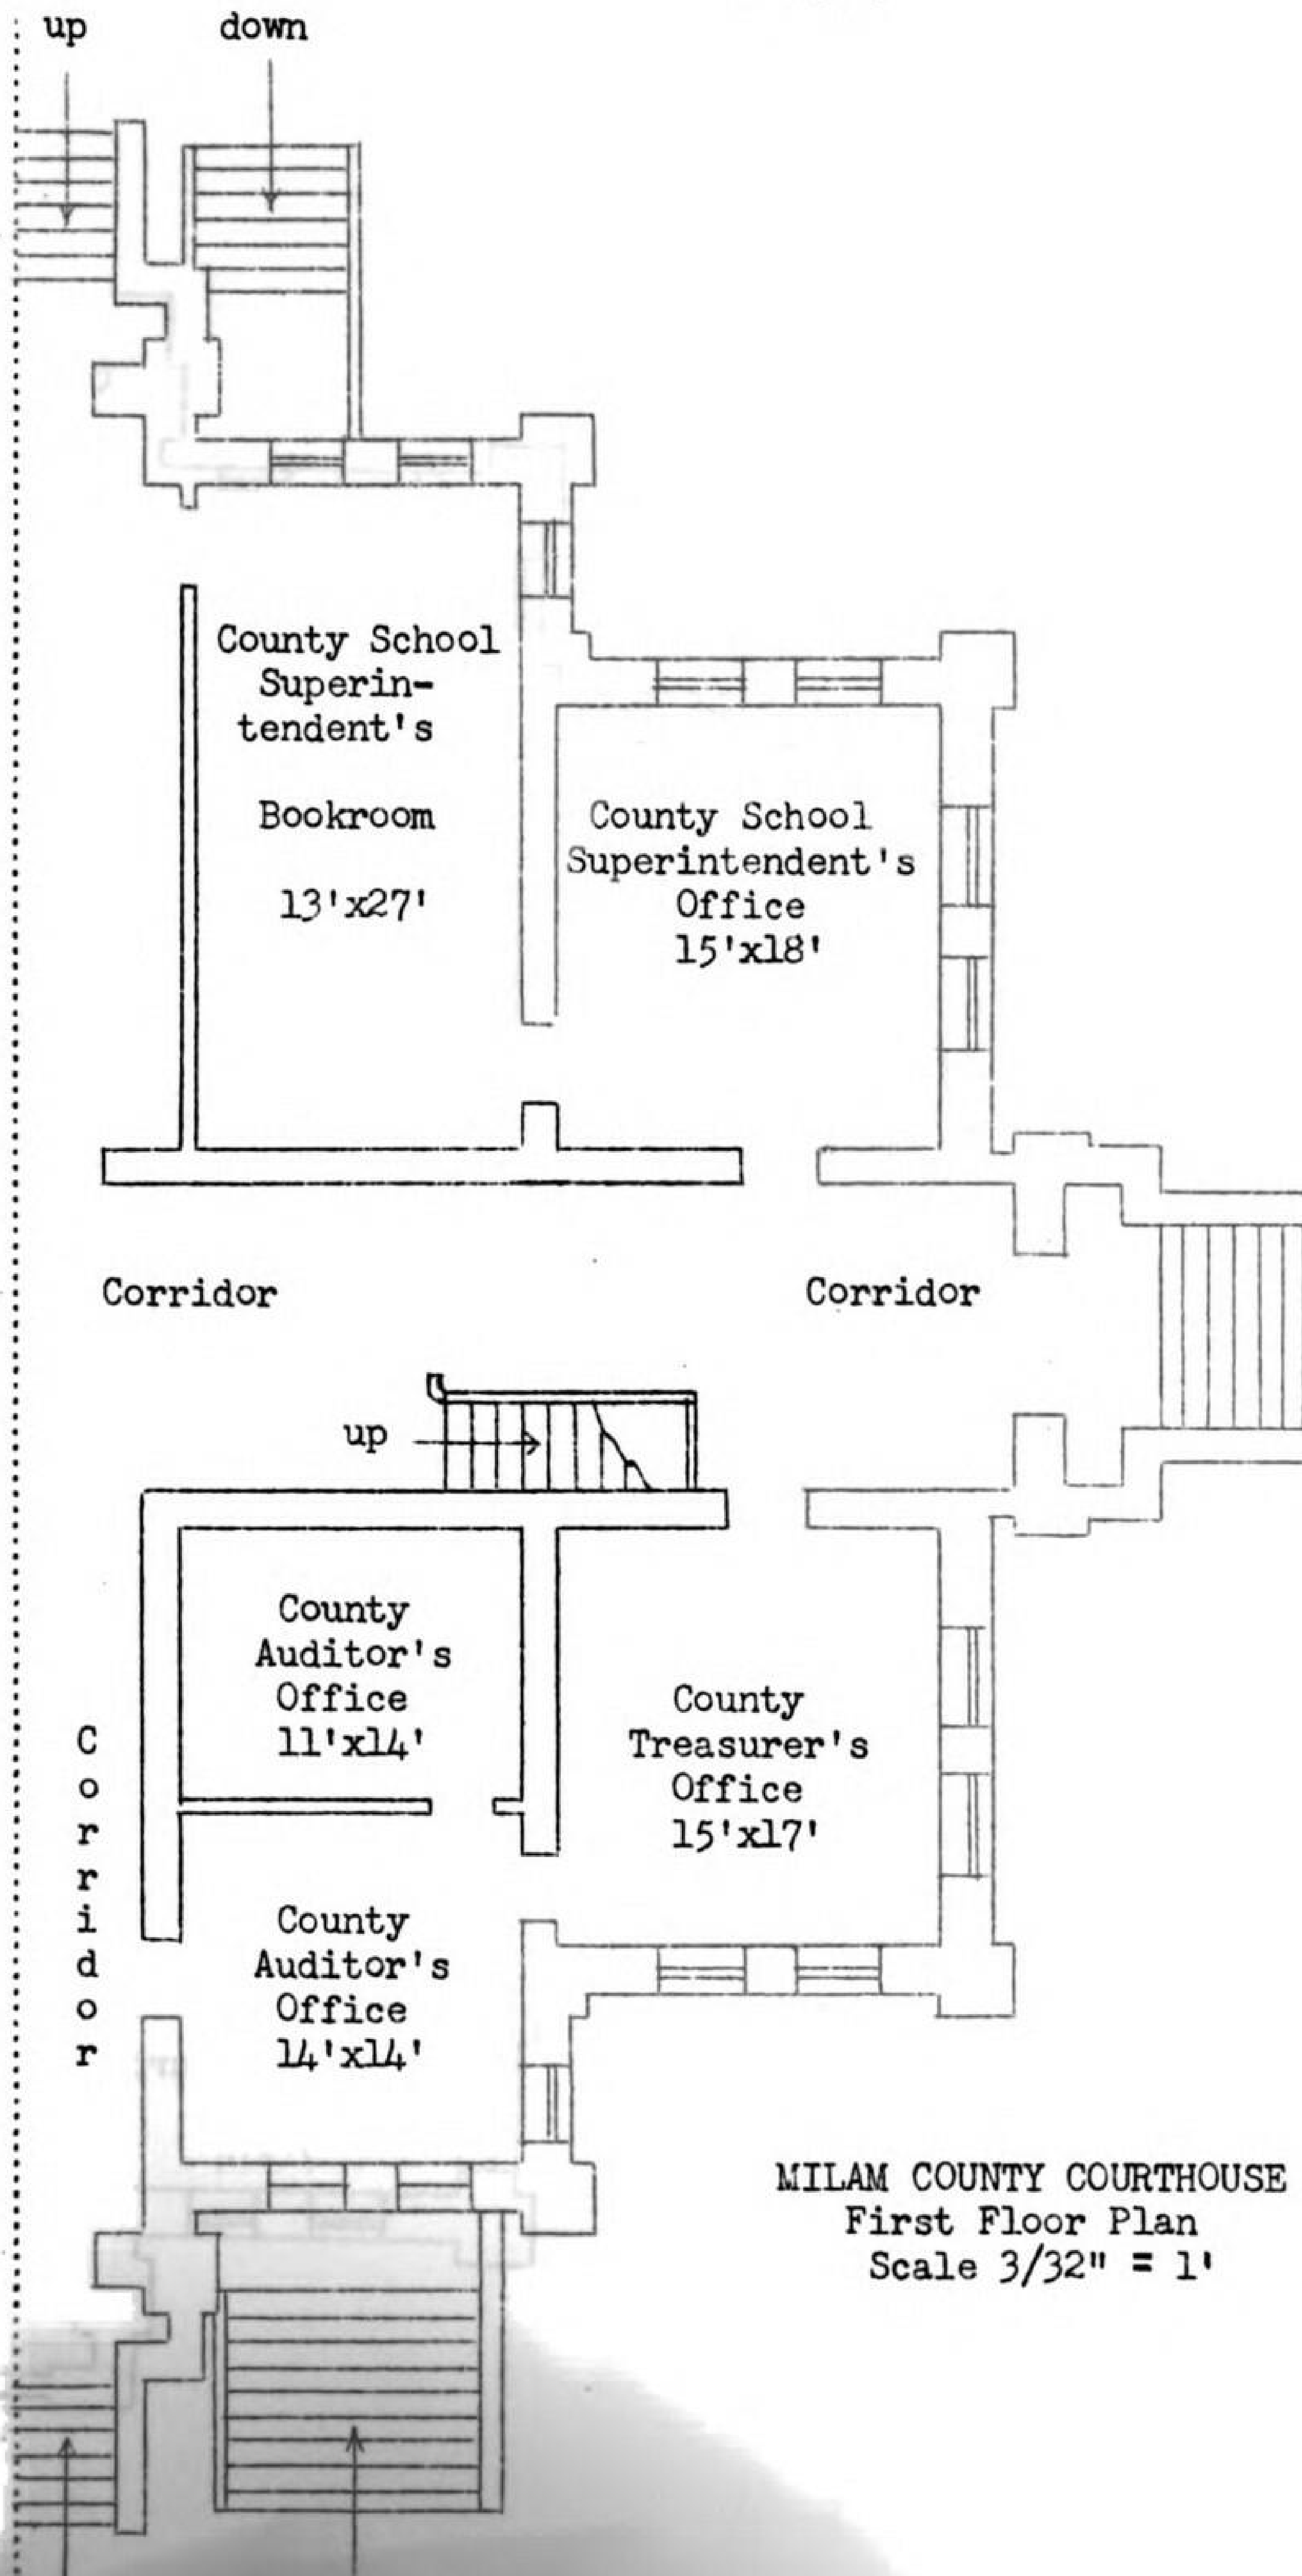 up down
County School
Superin-
tendent's
Bookroom
13'x27'
County School
Superintendent's
Office
15'x18'
Corridor Corridor
up
County
Auditor's
Office
11'x14'
County
Treasurer's
Office
15'x17'
Corridor
County
Auditor's
Office
14'x14'
MILAM COUNTY COURTHOUSE
First Floor Plan
Scale 3/32" = 1'